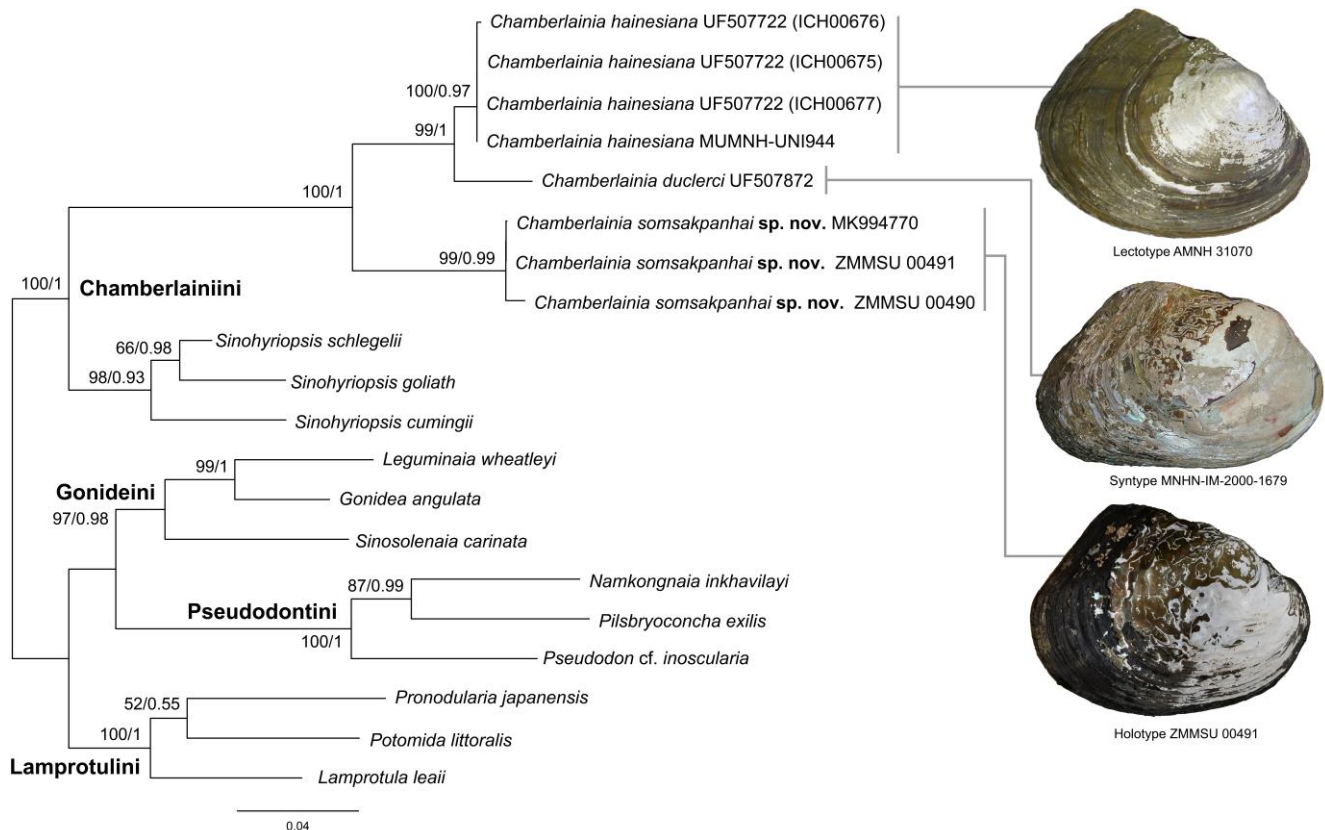 Chamberlainia hainesiana UF507722 (ICH00676)
Chamberlainia hainesiana UF507722 (ICH00675)
100/0.97
Chamberlainia hainesiana UF507722 (ICH00677)
99/1
Chamberlainia hainesiana MUMNH-UNI944
Chamberlainia duclerci UF507872
100/1
Chamberlainia somsakpanhai sp. nov. MK994770
Lectotype AMNH 31070
99/0.99
Chamberlainia somsakpanhai sp. nov. ZMMSU 00491
100/1
Chamberlainiini
Chamberlainia somsakpanhai sp. nov. ZMMSU 00490
66/0.98
Sinohyriopsis schlegelii
98/0.93
Sinohyriopsis goliath
Sinohyriopsis cumingii
99/1
Leguminaia wheatleyi
Syntype MNHN-IM-2000-1679
Gonideini
Gonidea angulata
97/0.98
Sinosolenaia carinata
87/0.99
Namkongnaia inkhavilayi
Pseudodontini
Pilsbryoconcha exilis
100/1
Pseudodon cf. inoscularia
52/0.55
Pronodularia japanensis
100/1
Potomida littoralis
Holotype ZMMSU 00491
Lamprotulini
Lamprotula leaii
0.04